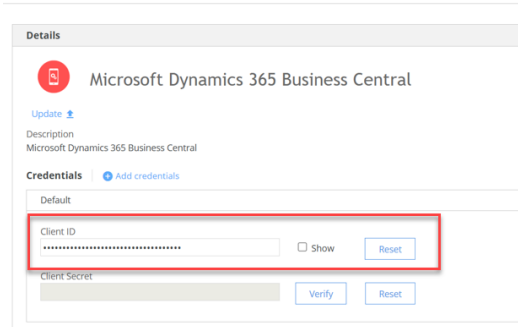 Details
Microsoft Dynamics 365 Business Central
Update
Description
Microsoft Dynamics 365 Business Central
Credentials Add credentials
Default
Client ID
•••••••••••••••••••••••••••••••••••• Show Reset
Client Secret
Verify Reset